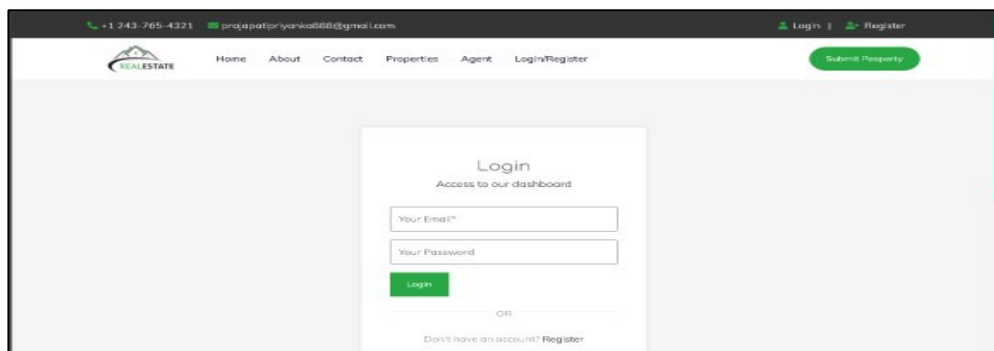 +1 243-765-4321 prajapatipriyanka888@gmail.com Login | Register
REALESTATE Home About Contact Properties Agent Login/Register Submit Peoperty
Login
Access to our dashboard
Your Email*
Your Password
Login
OR
Don't have an account? Register